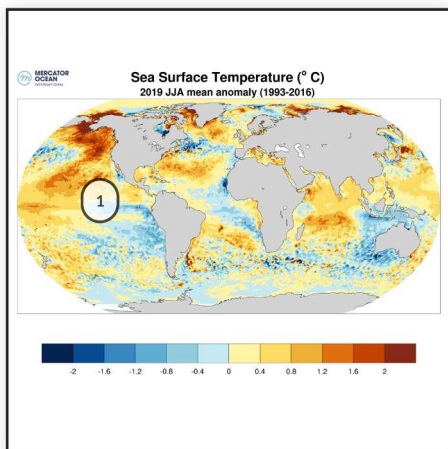 MERCATOR
OCEAN
INTERNATIONAL
Sea Surface Temperature (° C)
2019 JJA mean anomaly (1993-2016)
1
-2 -1.6 -1.2 -0.8 -0.4 0 0.4 0.8 1.2 1.6 2